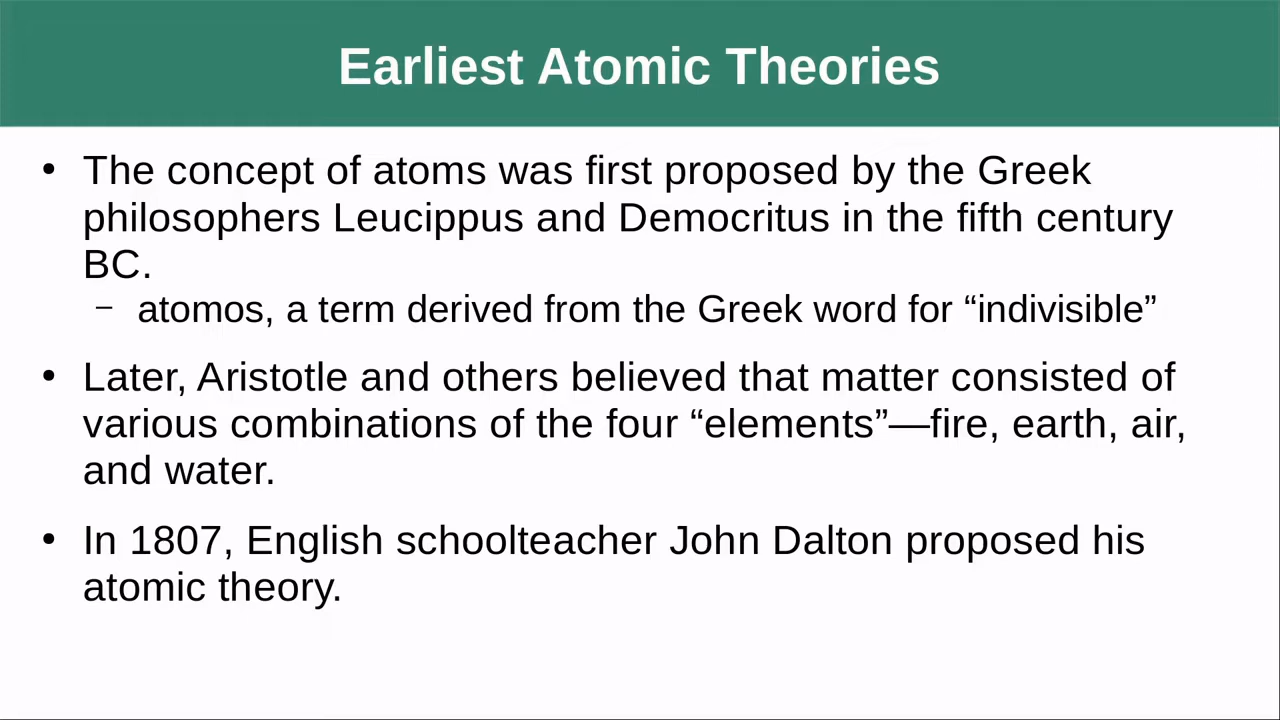 Earliest Atomic Theories
• The concept of atoms was first proposed by the Greek
philosophers Leucippus and Democritus in the fifth century
BC.
– atomos, a term derived from the Greek word for “indivisible”
• Later, Aristotle and others believed that matter consisted of
various combinations of the four “elements”—fire, earth, air,
and water.
• In 1807, English schoolteacher John Dalton proposed his
atomic theory.